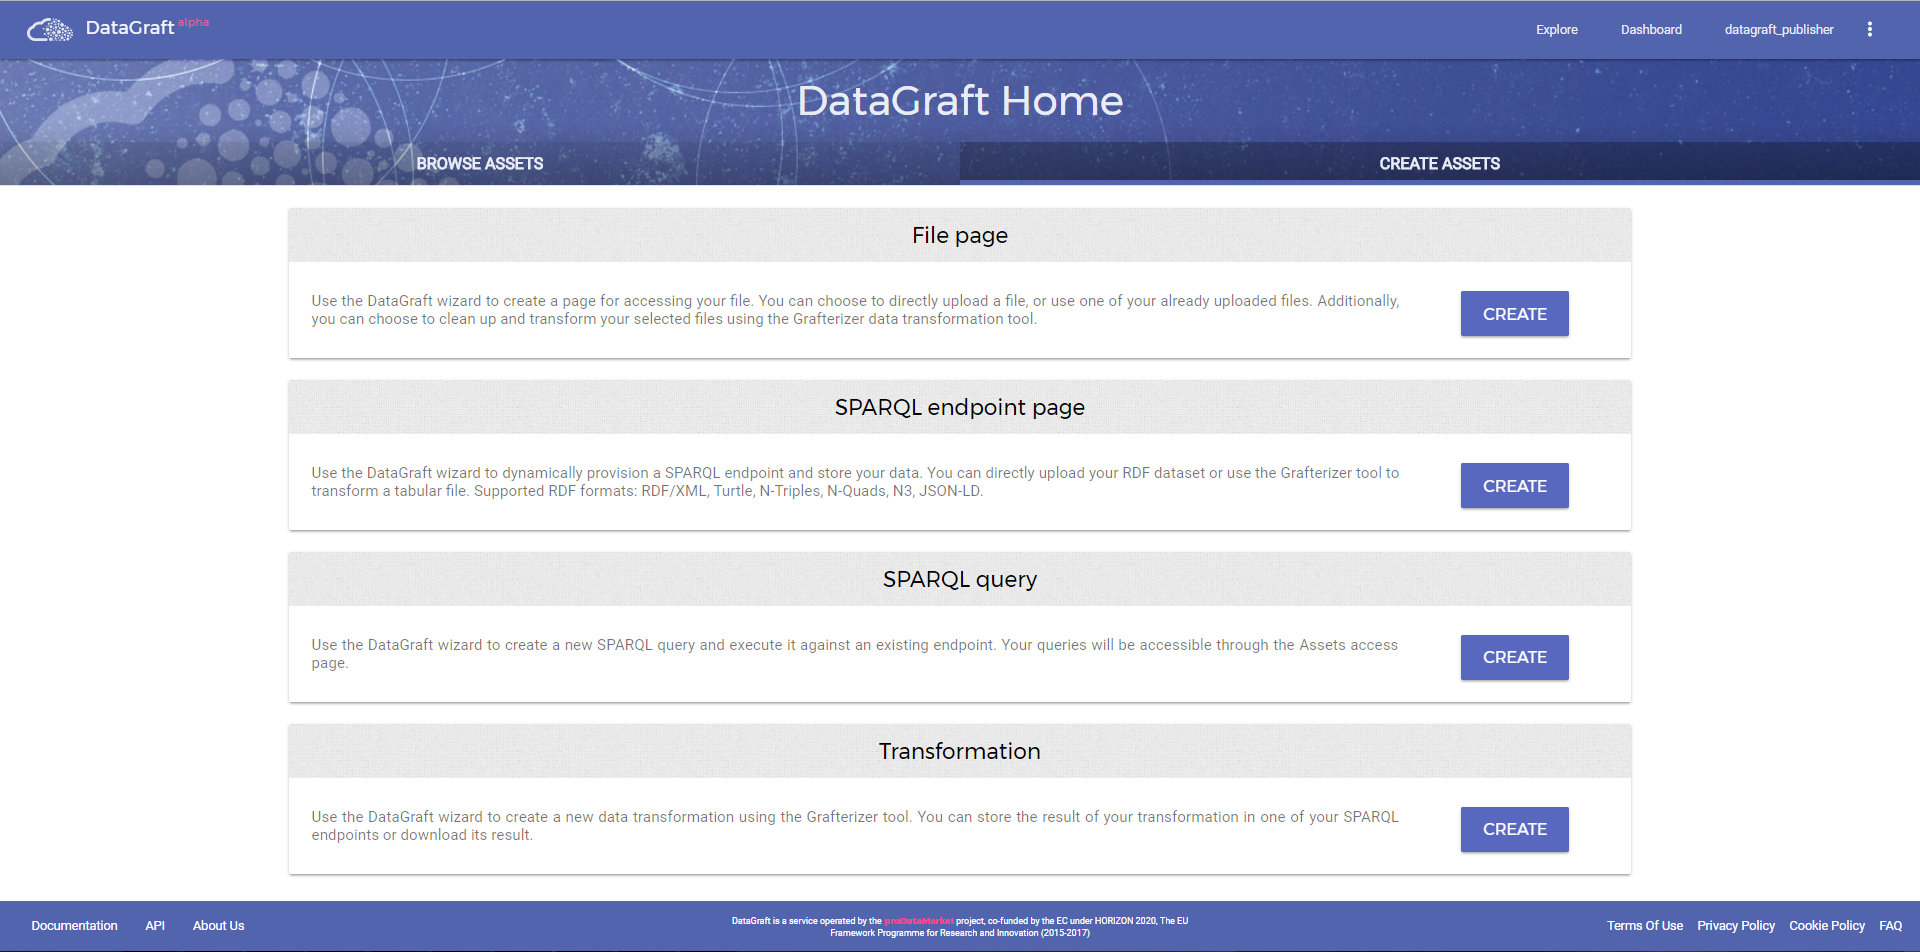 DataGraft alpha
Explore
Dashboard
datagraft_publisher
DataGraft Home
BROWSE ASSETS
CREATE ASSETS
File page
Use the DataGraft wizard to create a page for accessing your file. You can choose to directly upload a file, or use one of your already uploaded files. Additionally,
you can choose to clean up and transform your selected files using the Grafterizer data transformation tool.
CREATE
SPARQL endpoint page
Use the DataGraft wizard to dynamically provision a SPARQL endpoint and store your data. You can directly upload your RDF dataset or use the Grafterizer tool to
transform a tabular file. Supported RDF formats: RDF/XML, Turtle, N-Triples, N-Quads, N3, JSON-LD.
CREATE
SPARQL query
Use the DataGraft wizard to create a new SPARQL query and execute it against an existing endpoint. Your queries will be accessible through the Assets access
page.
CREATE
Transformation
Use the DataGraft wizard to create a new data transformation using the Grafterizer tool. You can store the result of your transformation in one of your SPARQL
endpoints or download its result.
CREATE
Documentation
API
About Us
DataGraft is a service operated by the proDataMarket project, co-funded by the EC under HORIZON 2020, The EU
Framework Programme for Research and Innovation (2015-2017)
Terms Of Use
Privacy Policy
Cookie Policy
FAQ